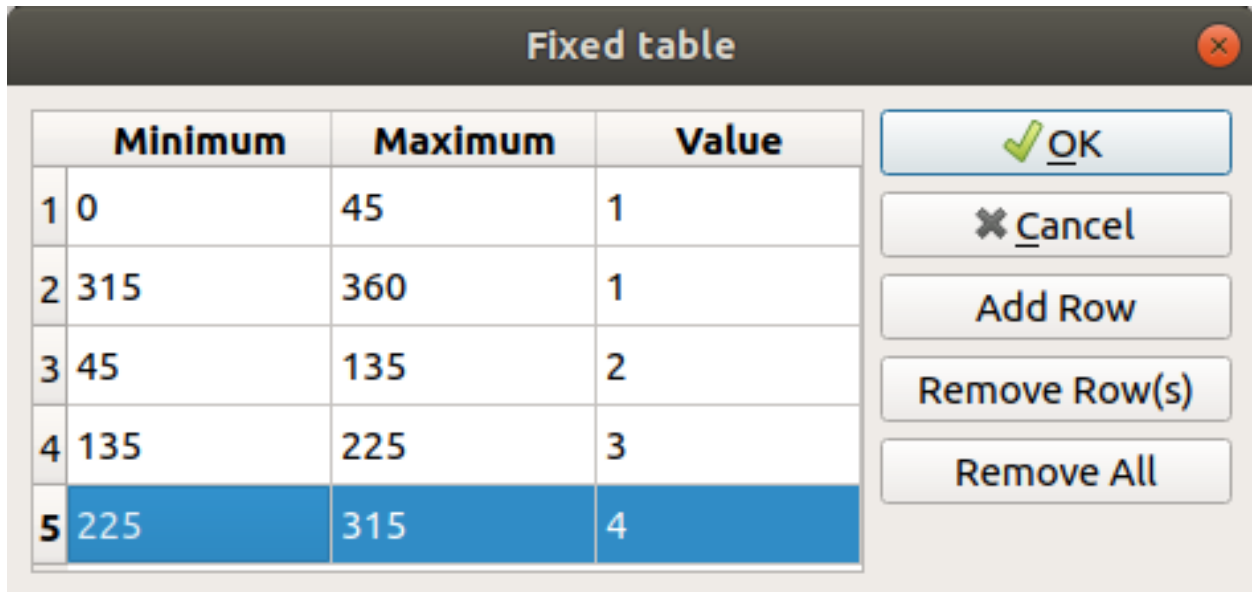 Fixed table
Minimum Maximum Value
1 0 45 1
2 315 360 1
3 45 135 2
4 135 225 3
5 225 315 4
OK
Cancel
Add Row
Remove Row(s)
Remove All